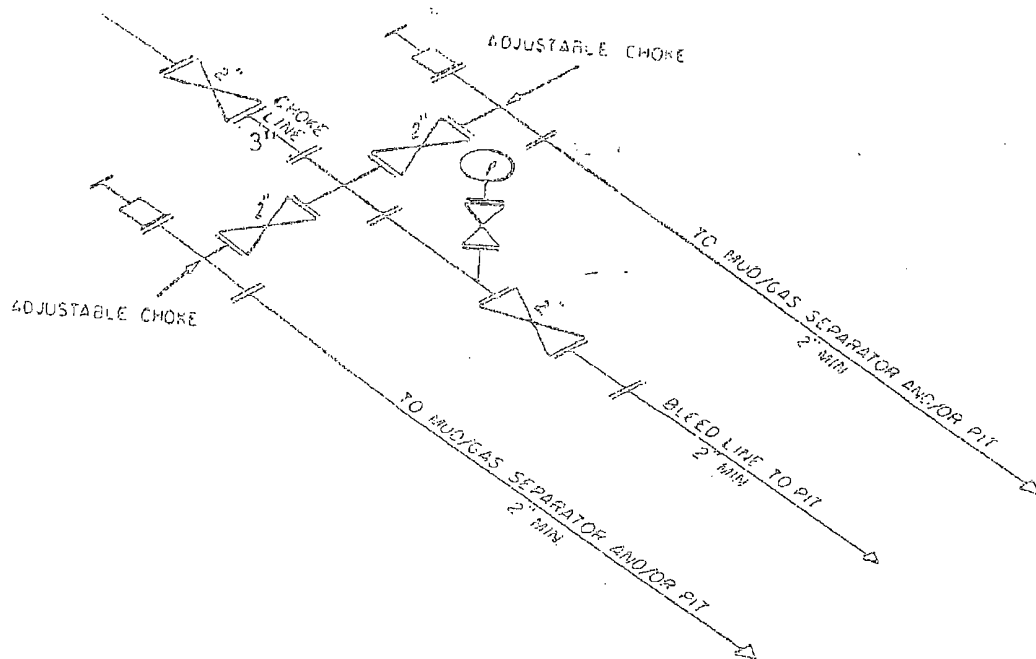 ADJUSTABLE CHOKE
2"
CHOKE
LINE
3"
2"
P
2"
ADJUSTABLE CHOKE
2"
TO MUD/GAS SEPARATOR AND/OR PIT
2" MIN
BLEED LINE TO PIT
2" MIN
TO MUD/GAS SEPARATOR AND/OR PIT
2" MIN.